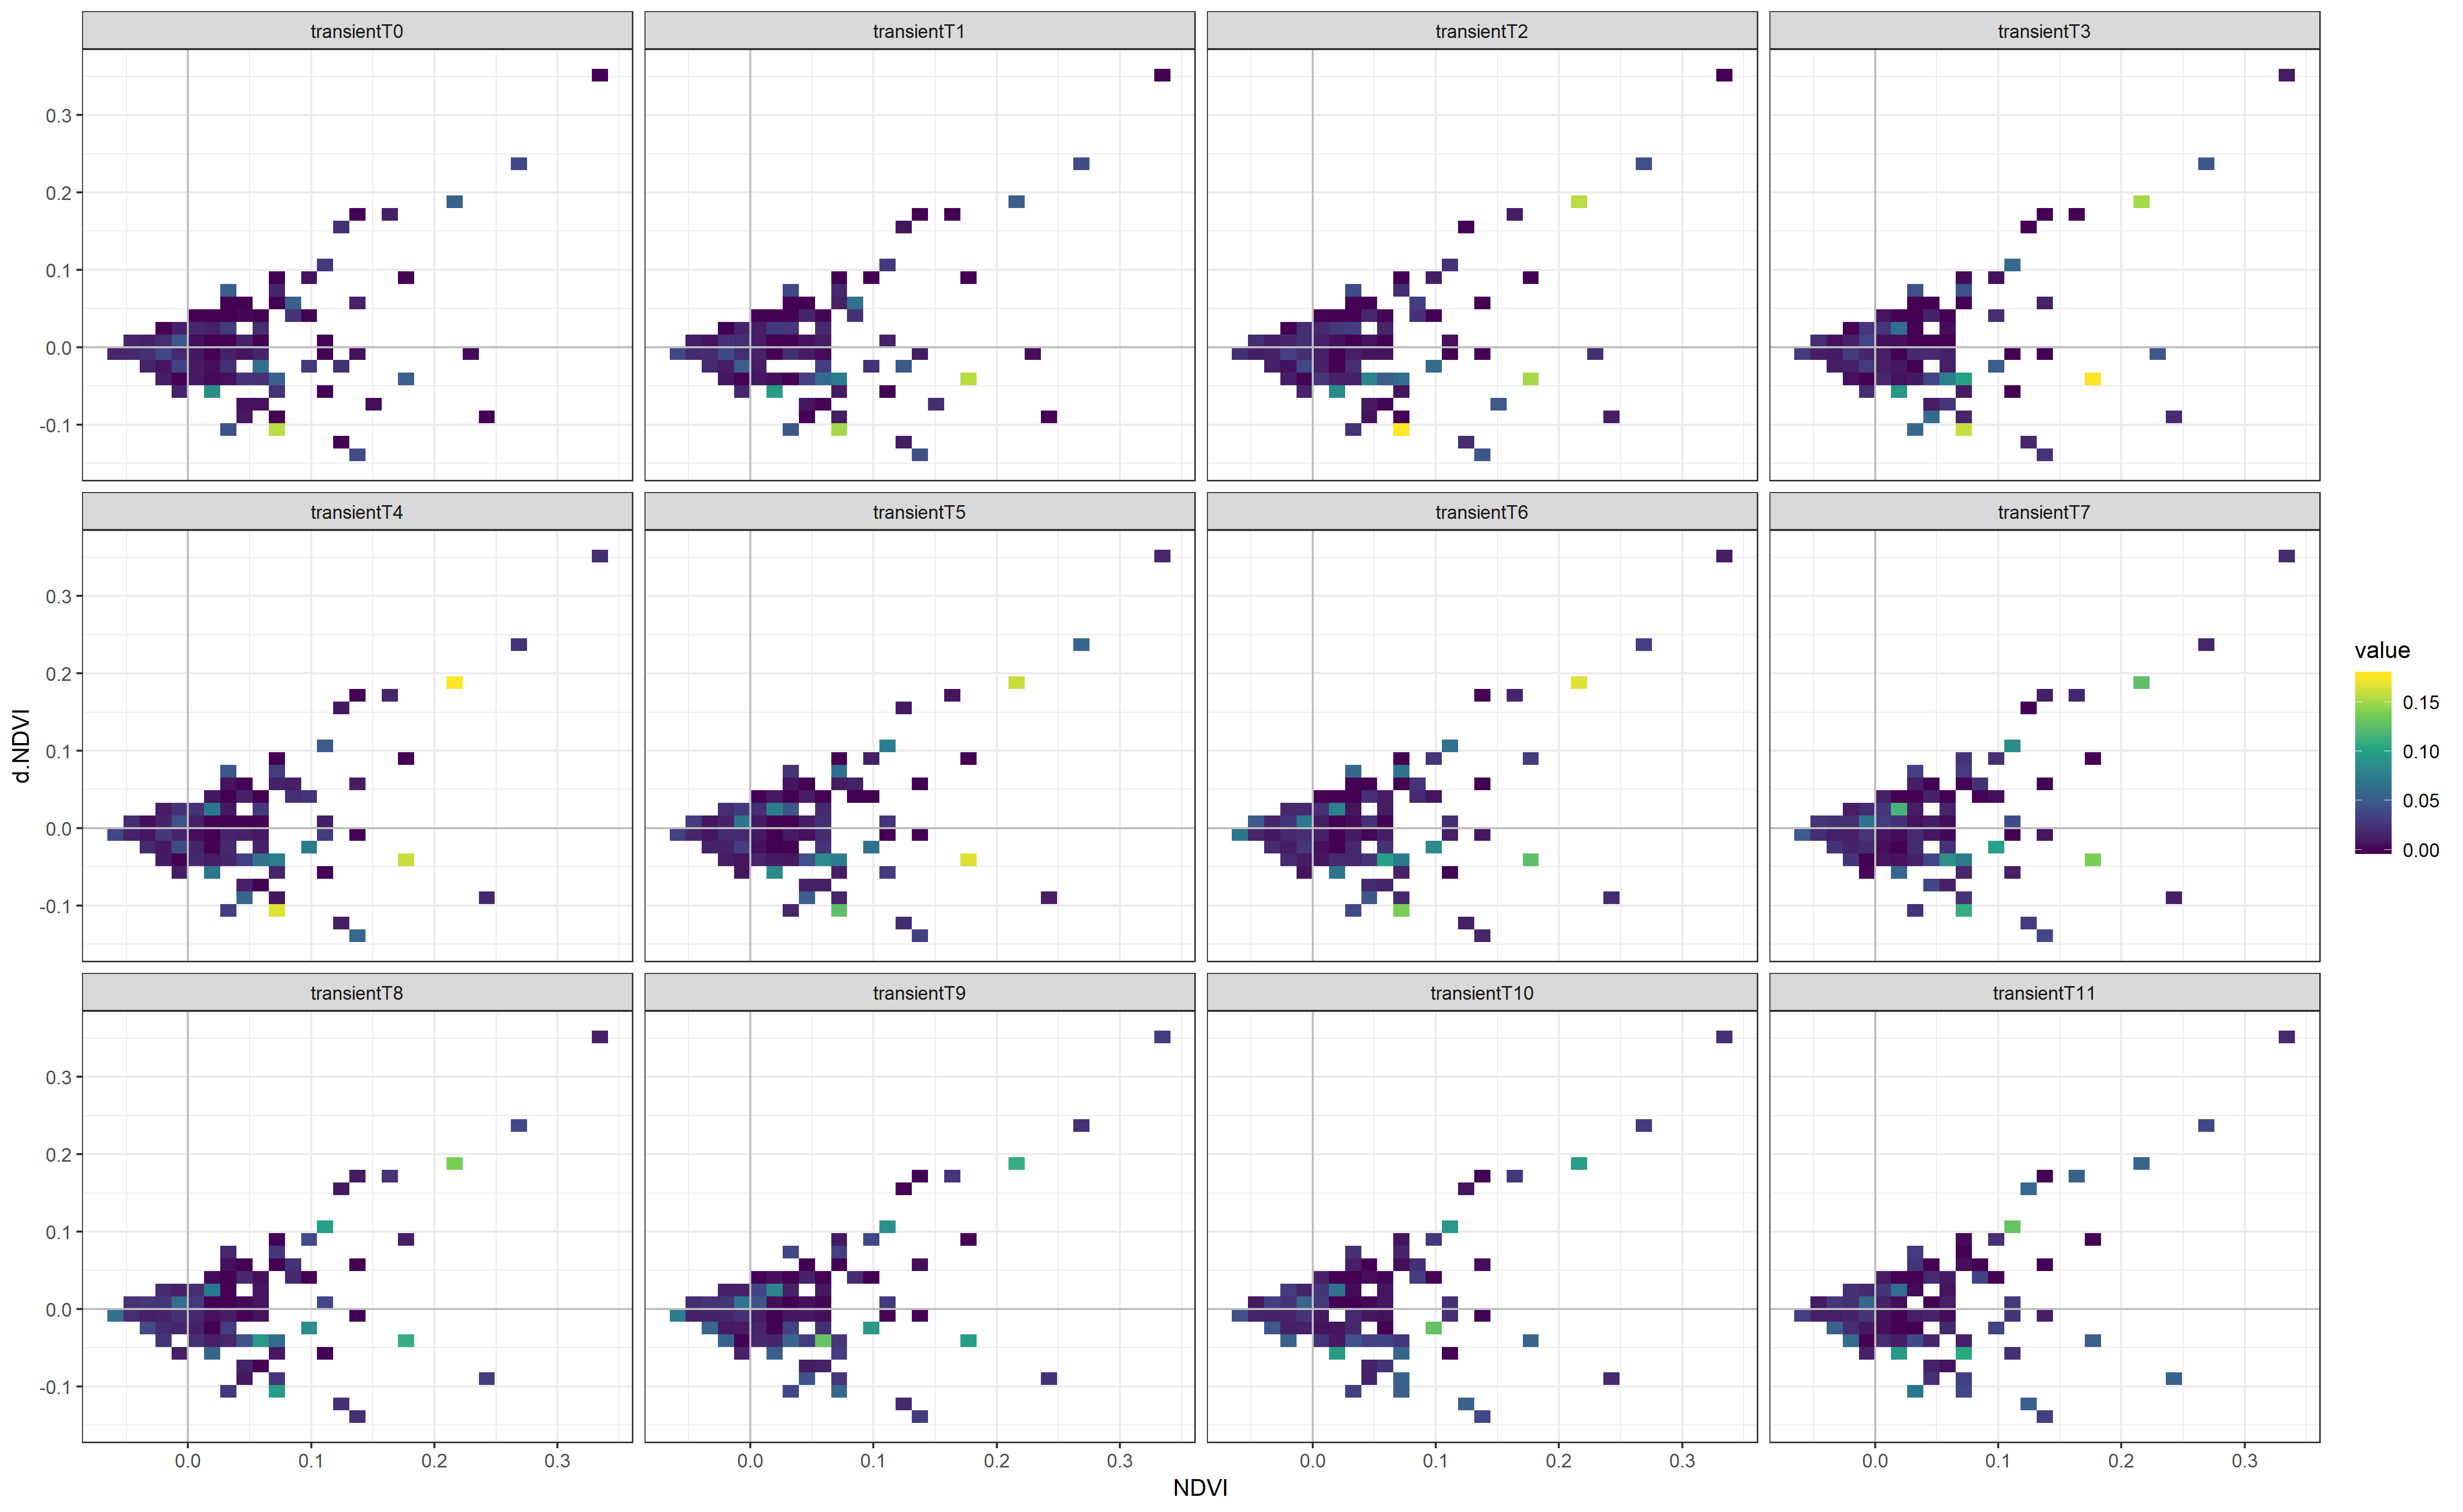 transientT0 transientT1 transientT2 transientT3
0.3
0.2
0.1
0.0
-0.1
transientT4 transientT5 transientT6 transientT7
0.3
0.2
0.1
0.0
-0.1
d.NDVI
value
0.15
0.10
0.05
0.00
transientT8 transientT9 transientT10 transientT11
0.3
0.2
0.1
0.0
-0.1
0.0 0.1 0.2 0.3 0.0 0.1 0.2 0.3 0.0 0.1 0.2 0.3 0.0 0.1 0.2 0.3
NDVI